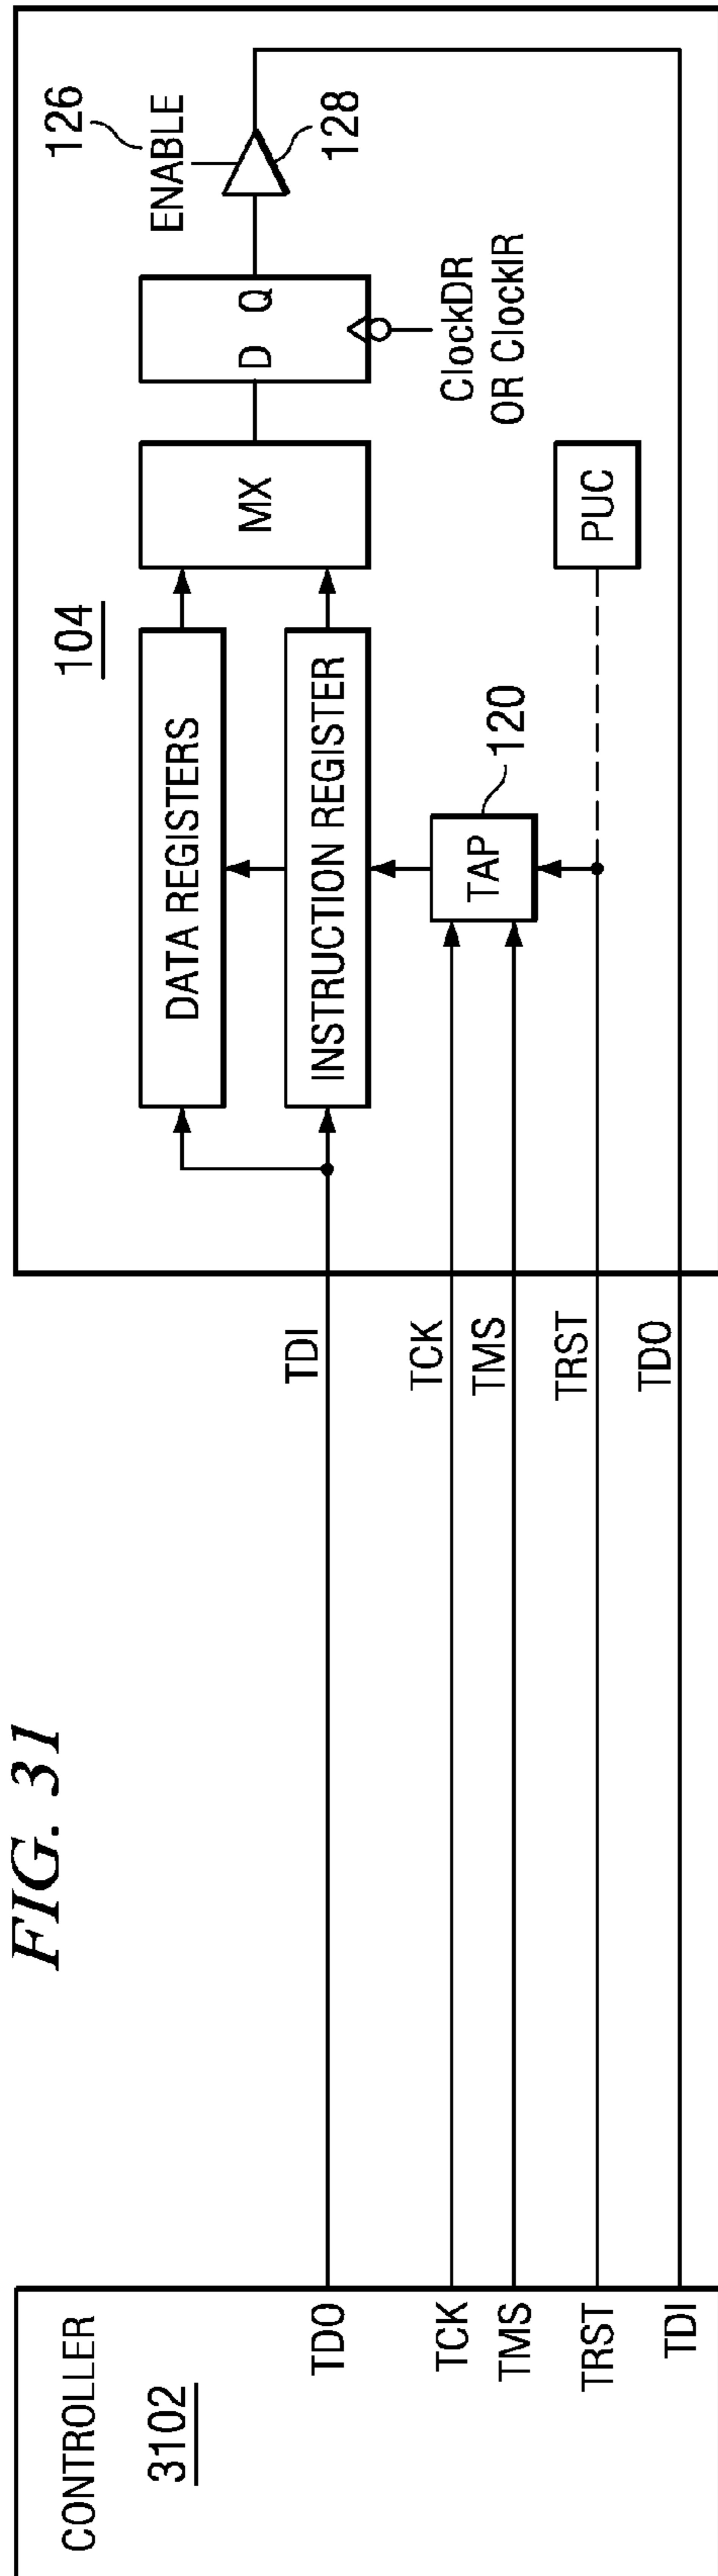 FIG. 31
CONTROLLER
3102
TDO
TCK
TMS
TRST
TDI
TDI
TCK
TMS
TRST
TDO
104
DATA REGISTERS
INSTRUCTION REGISTER
TAP
120
MX
D Q
ClockDR
OR ClockIR
PUC
ENABLE
126
128